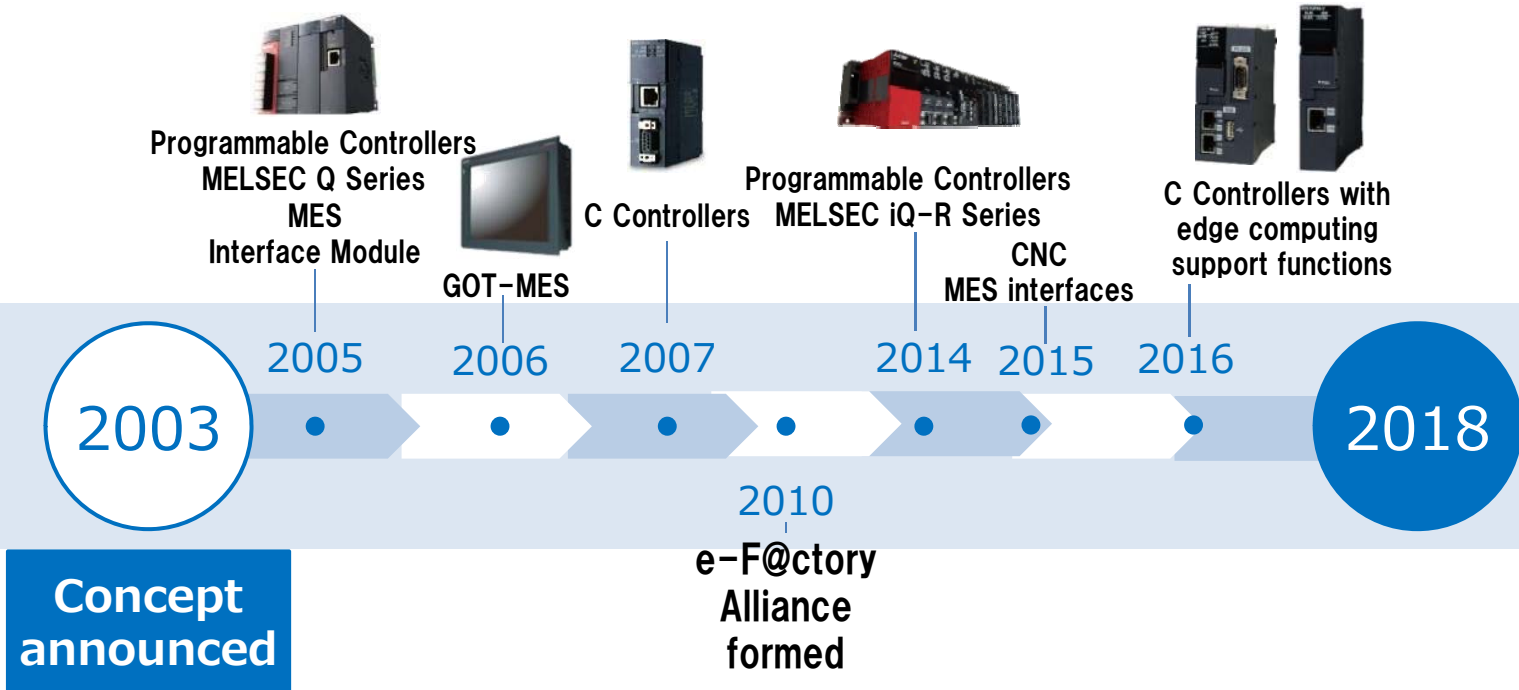 Programmable Controllers
MELSEC Q Series
MES
Interface Module
GOT-MES
C Controllers
Programmable Controllers
MELSEC iQ-R Series
CNC
MES interfaces
C Controllers with
edge computing
support functions
2003
2005
2006
2007
2014
2015
2016
2018
2010
e-F@ctory
Alliance
formed
Concept
announced